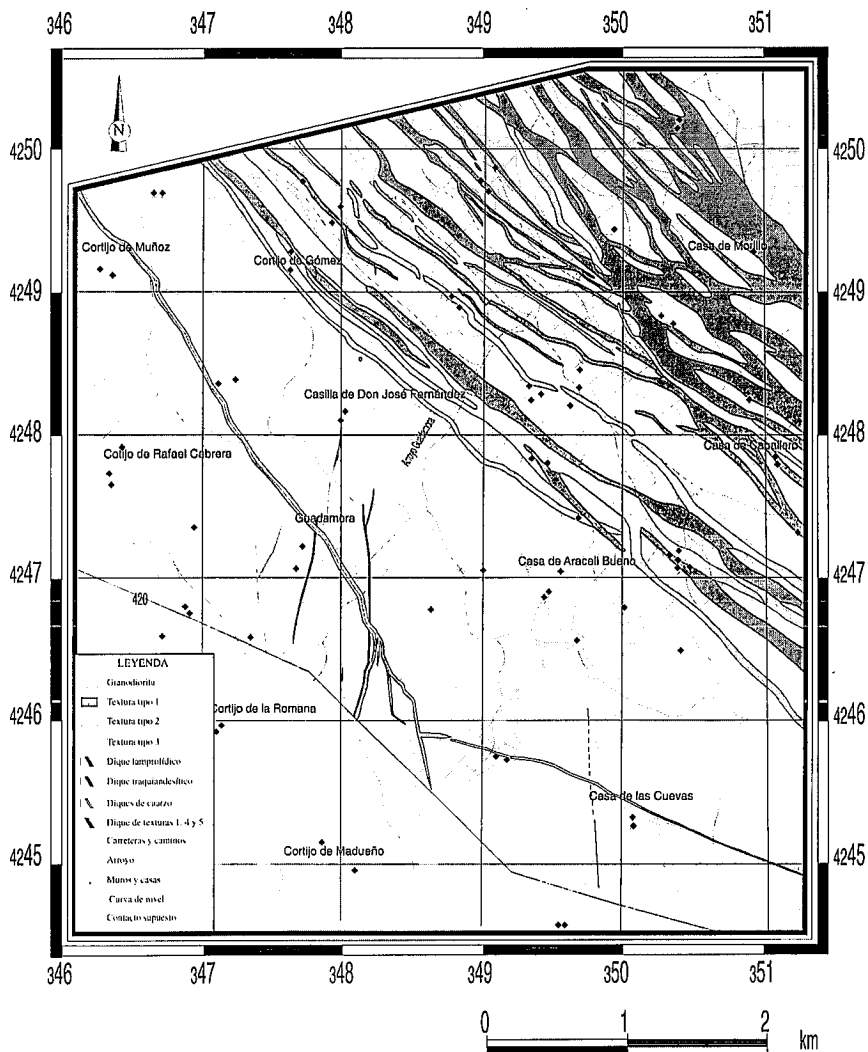 346 347 348 349 350 351
N
4250 4250
4249 4249
4248 4248
4247 4247
4246 4246
4245 4245
Casa de Morillo
Cortijo de Muñoz
Cortijo de Gómez
Casilla de Don José Fernández
Casa de Caballero
Cotijo de Rafael Cabrera
Guadamora
Casa de Araceli Bueno
420
LEYENDA
Granodiorita
Textura tipo 1
Textura tipo 2
Textura tipo 3
Dique lamprofídico
Dique traquiandesítico
Diques de cuarzo
Dique de texturas 1, 4 y 5
Carreteras y caminos
Arroyo
Muros y casas
Curva de nivel
Contacto supuesto
Cortijo de la Romana
Casa de las Cuevas
Cortijo de Madueño
346 347 348 349 350 351
0 1 2 km